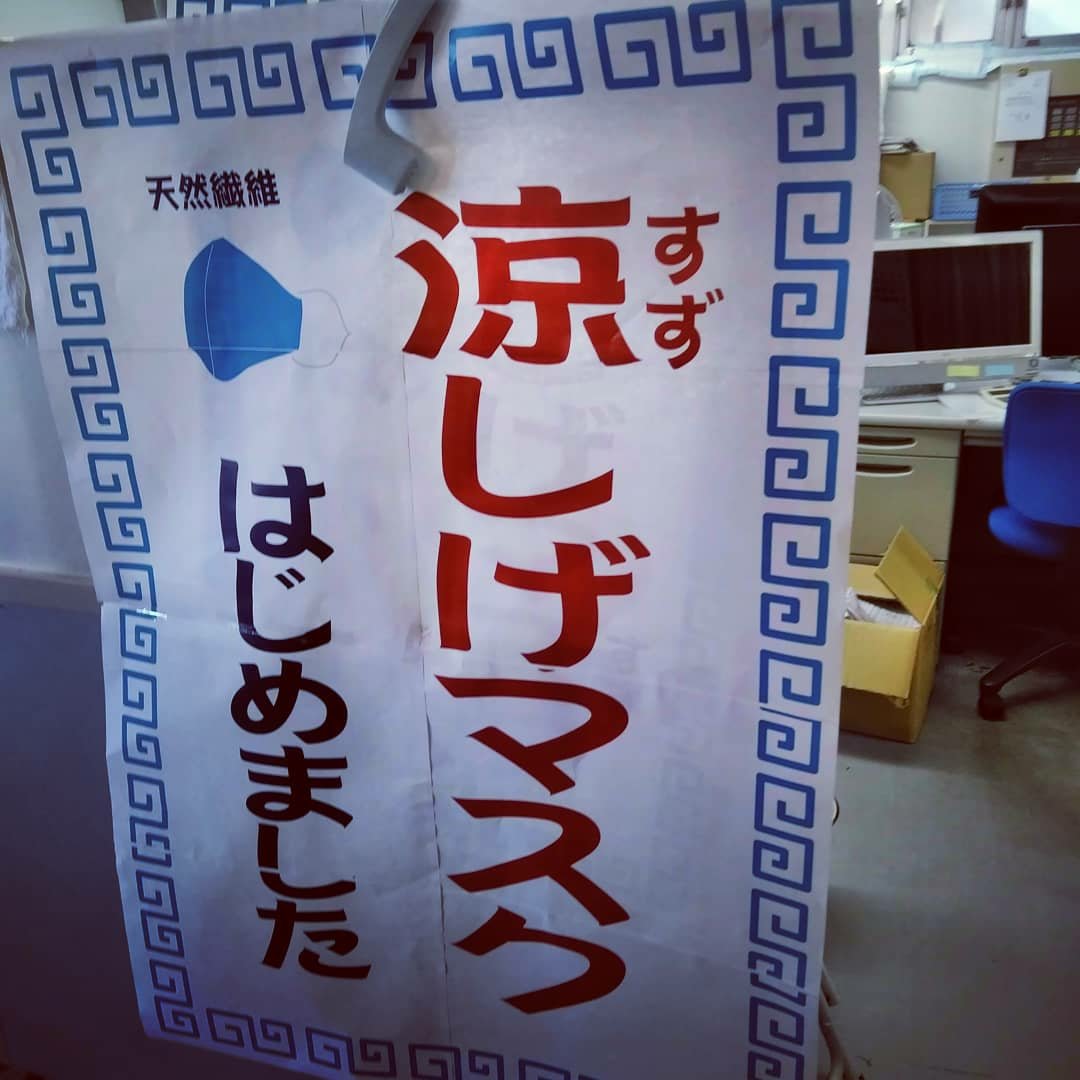 すず
涼しげマスク
天然繊維
はじめました